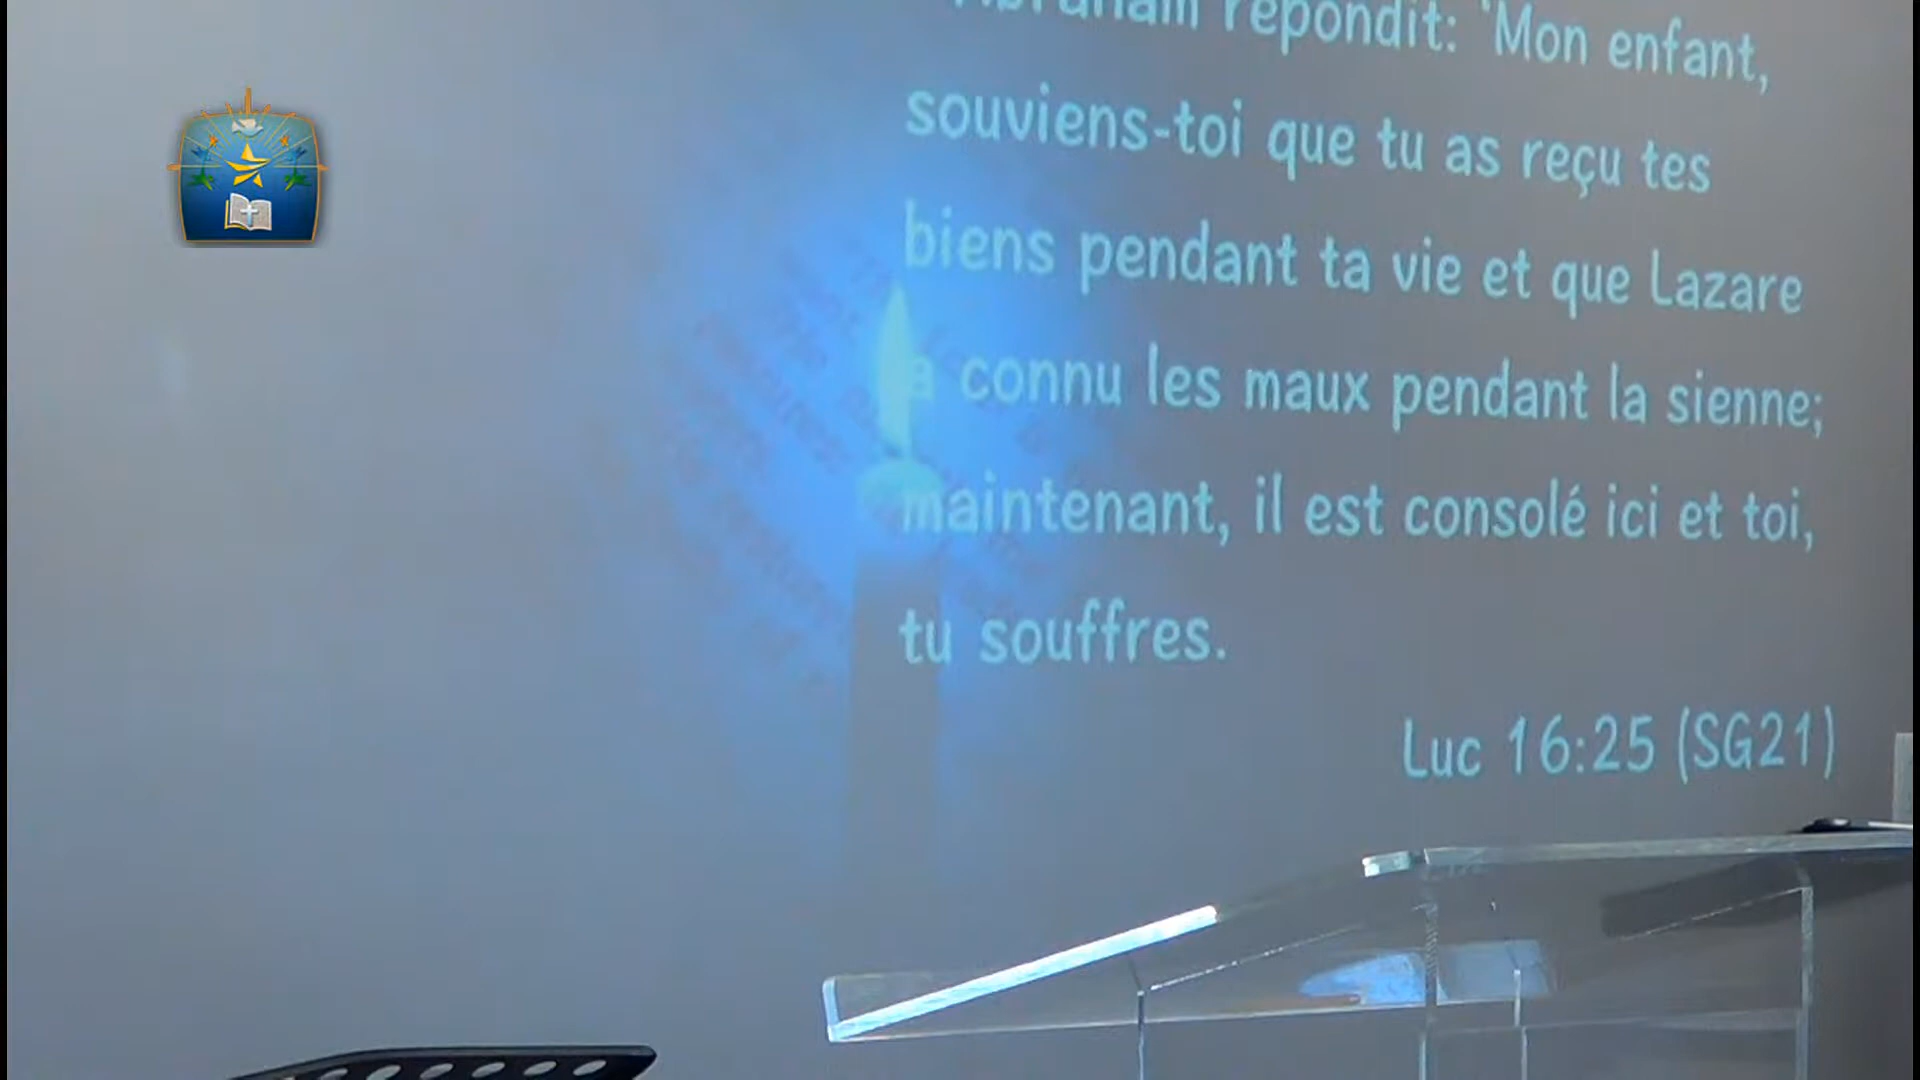 Abraham répondit: 'Mon enfant,
souviens-toi que tu as reçu tes
biens pendant ta vie et que Lazare
a connu les maux pendant la sienne;
maintenant, il est consolé ici et toi,
tu souffres.
Luc 16:25 (SG21)